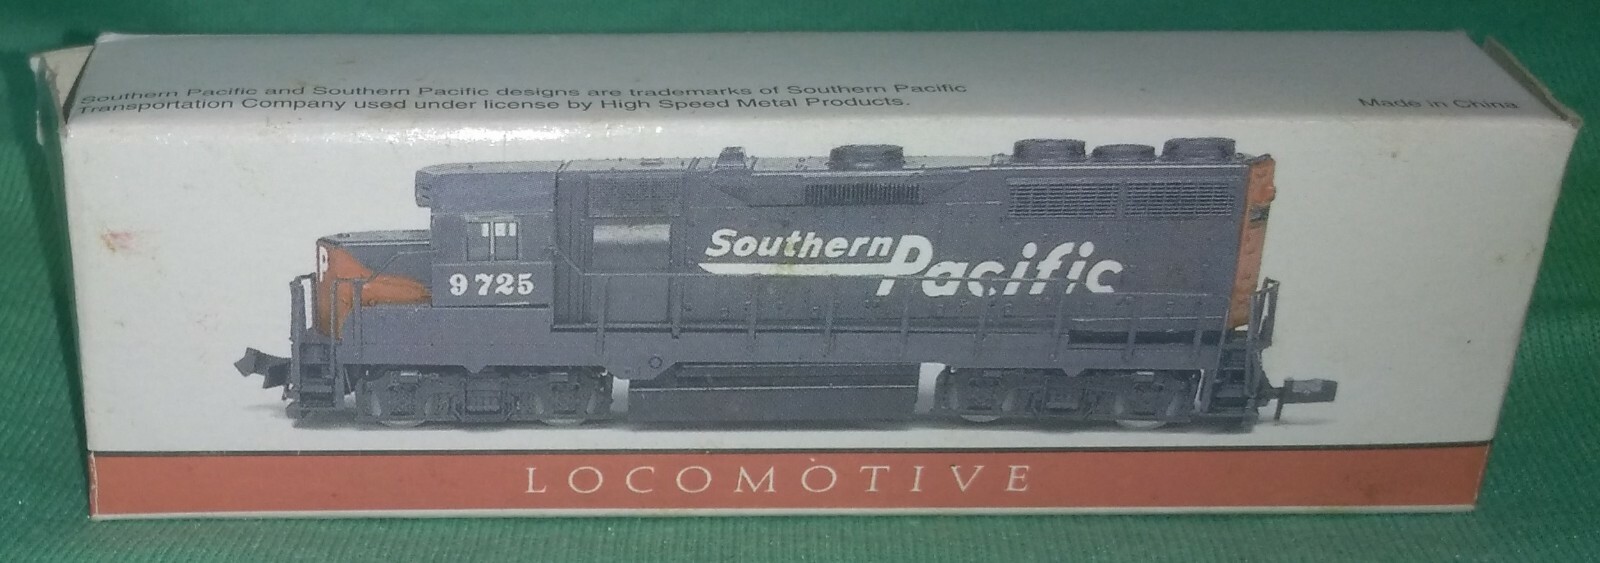 Southern Pacific and Southern Pacific designs are trademarks of Southern Pacific
Transportation Company used under license by High Speed Metal Products.
Made in China
Southern Pacific
P
9725
LOCOMOTIVE